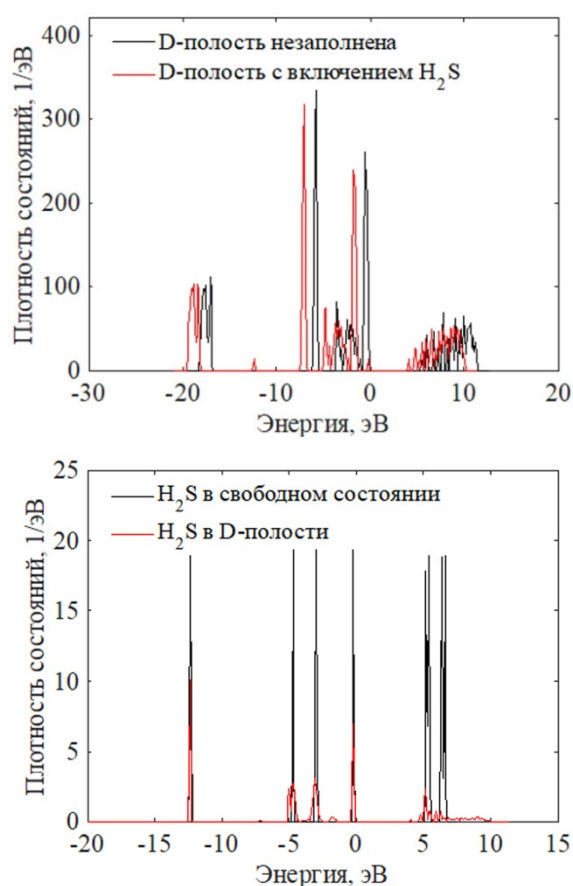 400
D-полость незаполнена
D-полость с включением H₂S
300
200
100
0
Плотность состояний, 1/эВ
-30 -20 -10 0 10 20
Энергия, эВ
25
H₂S в свободном состоянии
H₂S в D-полости
20
15
10
5
0
Плотность состояний, 1/эВ
-20 -15 -10 -5 0 5 10 15
Энергия, эВ